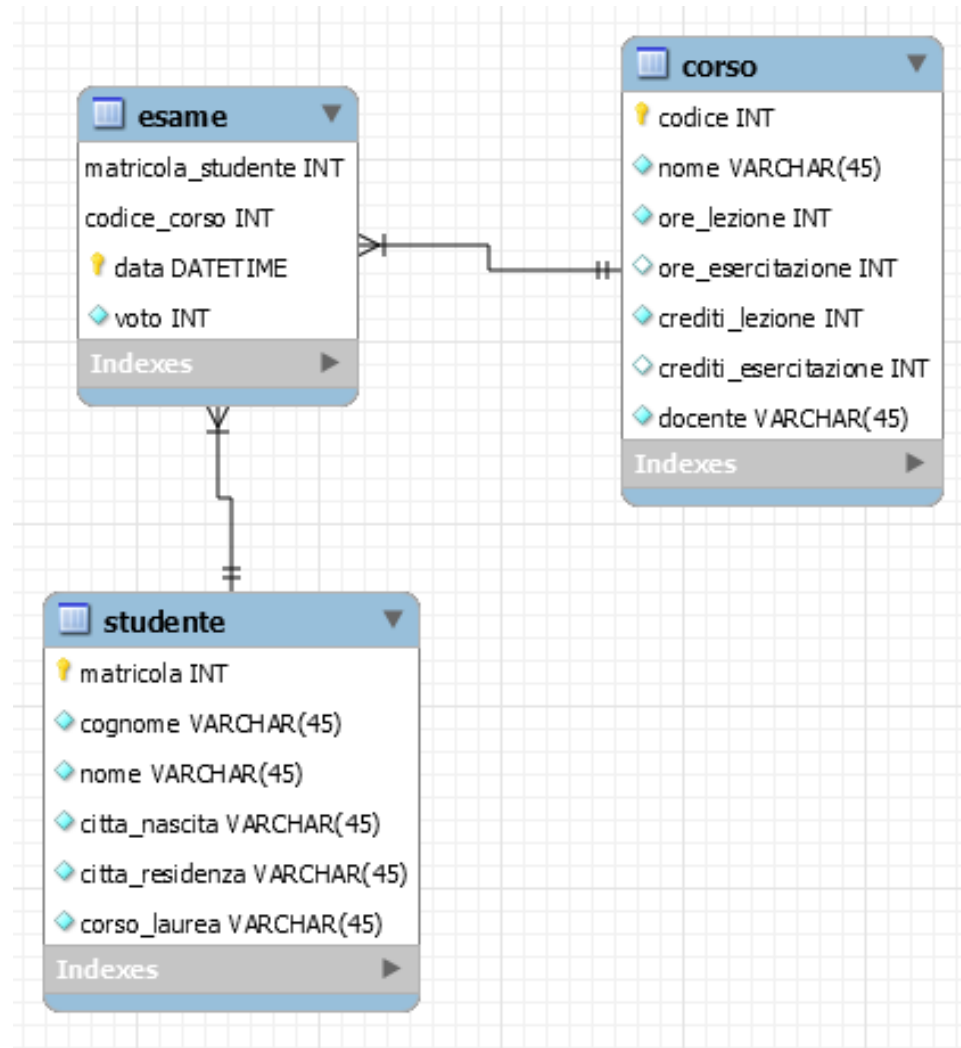 esame
matricola_studente INT
codice_corso INT
data DATETIME
voto INT
Indexes
corso
codice INT
nome VARCHAR(45)
ore_lezione INT
ore_esercitazione INT
crediti_lezione INT
crediti_esercitazione INT
docente VARCHAR(45)
Indexes
studente
matricola INT
cognome VARCHAR(45)
nome VARCHAR(45)
citta_nascita VARCHAR(45)
citta_residenza VARCHAR(45)
corso_laurea VARCHAR(45)
Indexes